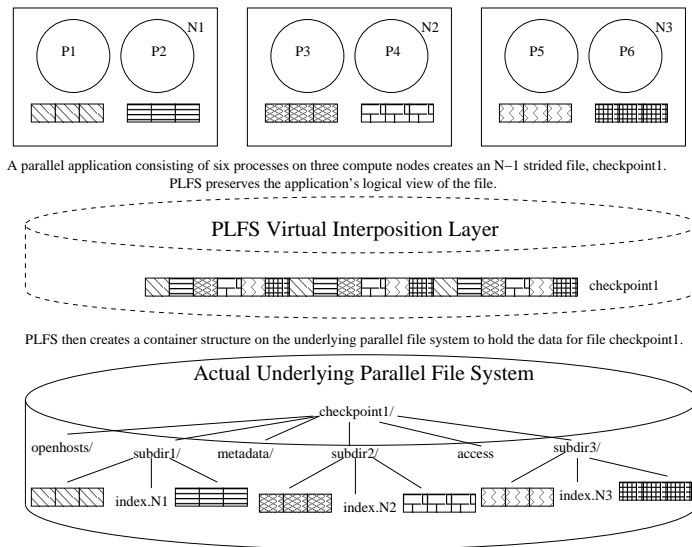 N1
N2
N3
P1
P2
P3
P4
P5
P6
A parallel application consisting of six processes on three compute nodes creates an N−1 strided file, checkpoint1.
PLFS preserves the application's logical view of the file.
PLFS Virtual Interposition Layer
checkpoint1
PLFS then creates a container structure on the underlying parallel file system to hold the data for file checkpoint1.
Actual Underlying Parallel File System
checkpoint1/
openhosts/
subdir1/
metadata/
subdir2/
access
subdir3/
index.N1
index.N2
index.N3